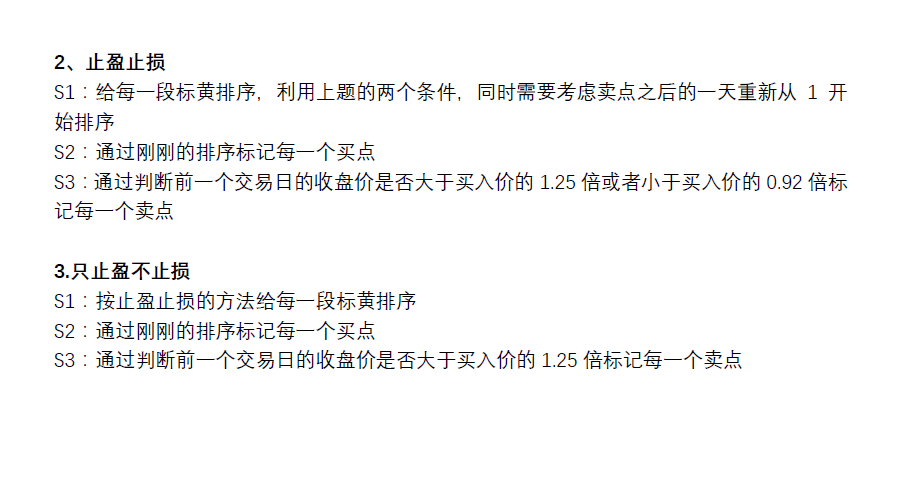 2、止盈止损
S1：给每一段标黄排序，利用上题的两个条件，同时需要考虑卖点之后的一天重新从 1 开
始排序
S2：通过刚刚的排序标记每一个买点
S3：通过判断前一个交易日的收盘价是否大于买入价的 1.25 倍或者小于买入价的 0.92 倍标
记每一个卖点
3.只止盈不止损
S1：按止盈止损的方法给每一段标黄排序
S2：通过刚刚的排序标记每一个买点
S3：通过判断前一个交易日的收盘价是否大于买入价的 1.25 倍标记每一个卖点